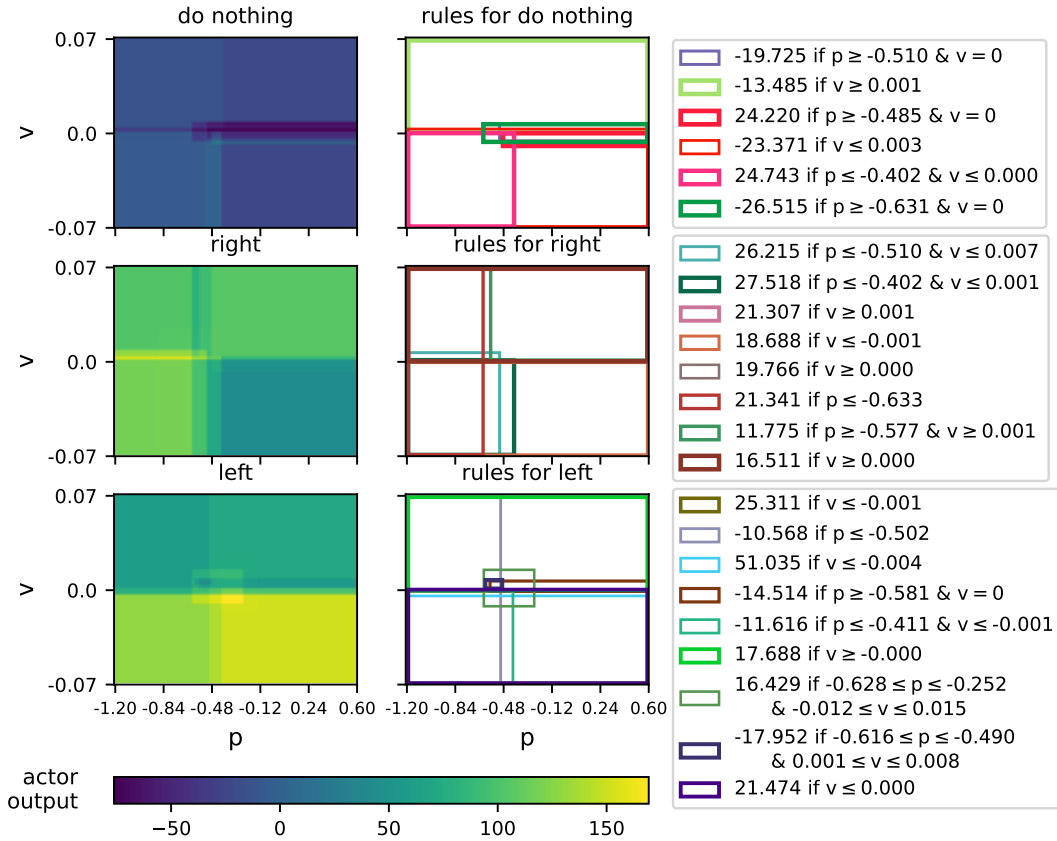 do nothing
rules for do nothing
0.07
v
0.0
-0.07
-19.725 if p ≥ -0.510 & v = 0
-13.485 if v ≥ 0.001
24.220 if p ≥ -0.485 & v = 0
-23.371 if v ≤ 0.003
24.743 if p ≤ -0.402 & v ≤ 0.000
-26.515 if p ≥ -0.631 & v = 0
right
rules for right
0.07
v
0.0
-0.07
26.215 if p ≤ -0.510 & v ≤ 0.007
27.518 if p ≤ -0.402 & v ≤ 0.001
21.307 if v ≥ 0.001
18.688 if v ≤ -0.001
19.766 if v ≥ 0.000
21.341 if p ≤ -0.633
11.775 if p ≥ -0.577 & v ≥ 0.001
16.511 if v ≥ 0.000
left
rules for left
0.07
v
0.0
-0.07
-1.20 -0.84 -0.48 -0.12 0.24 0.60
p
-1.20 -0.84 -0.48 -0.12 0.24 0.60
p
25.311 if v ≤ -0.001
-10.568 if p ≤ -0.502
51.035 if v ≤ -0.004
-14.514 if p ≥ -0.581 & v = 0
-11.616 if p ≤ -0.411 & v ≤ -0.001
17.688 if v ≥ -0.000
16.429 if -0.628 ≤ p ≤ -0.252
& -0.012 ≤ v ≤ 0.015
-17.952 if -0.616 ≤ p ≤ -0.490
& 0.001 ≤ v ≤ 0.008
21.474 if v ≤ 0.000
actor
output
−50 0 50 100 150